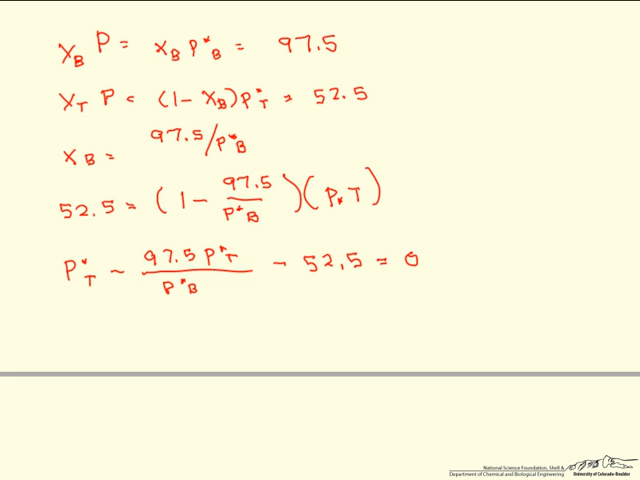 x_B P = x_B P*_B = 97.5
x_T P = (1 - x_B) P*_T = 52.5
x_B = 97.5/P*_B
52.5 = (1 - 97.5/P*_B)(P*T)
P*_T - 97.5 P*_T/P*_B - 52.5 = 0
National Science Foundation, Shell &
Department of Chemical and Biological Engineering
University of Colorado-Boulder